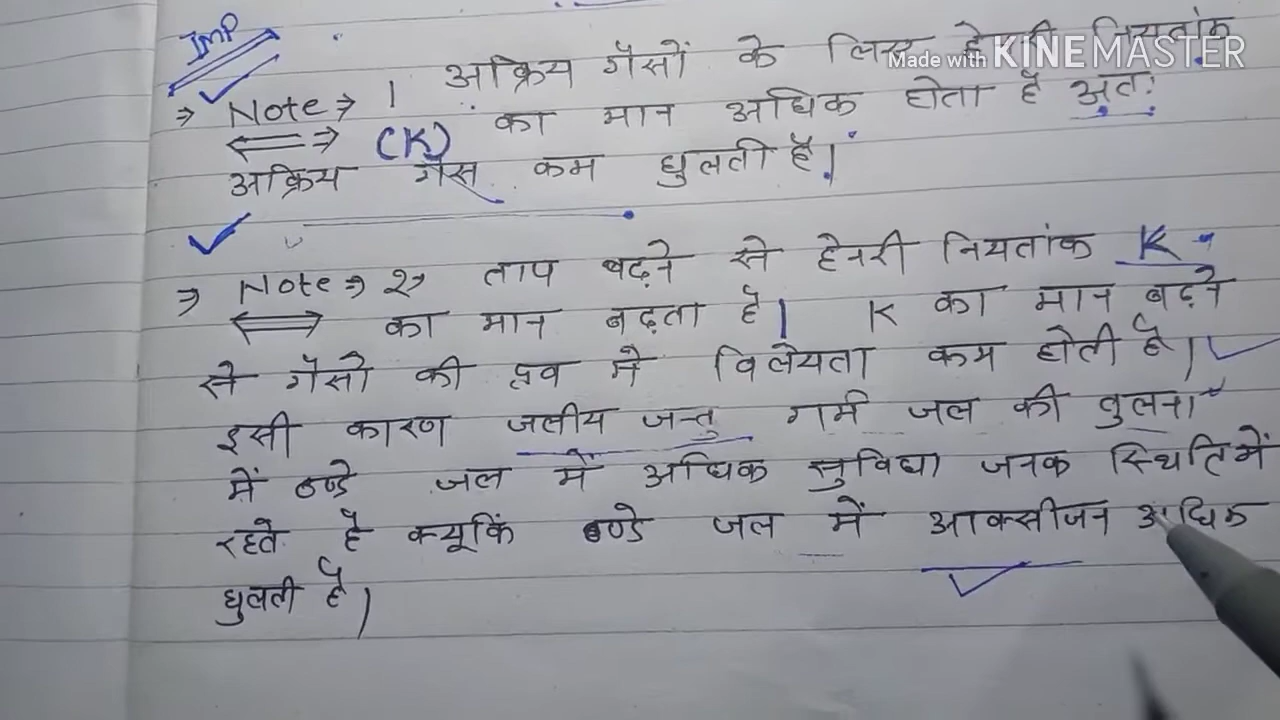 IMP
⇒ Note ⇒ 1 अक्रिय गैसों के लिए हेनरी नियतांक
Made with KINEMASTER
(K) का मान अधिक होता है अतः
अक्रिय गैस कम घुलती है।
⇒ Note ⇒ 2⇒ ताप बढ़ने से हेनरी नियतांक K
का मान बढ़ता है। K का मान बढ़ने
से गैसो की द्रव मे विलेयता कम होती है।
इसी कारण जलीय जन्तु गर्म जल की तुलना
में ठण्डे जल में अधिक सुविधा जनक स्थिति में
रहते है क्यूकिं ठण्डे जल में आक्सीजन अधिक
घुलती है।